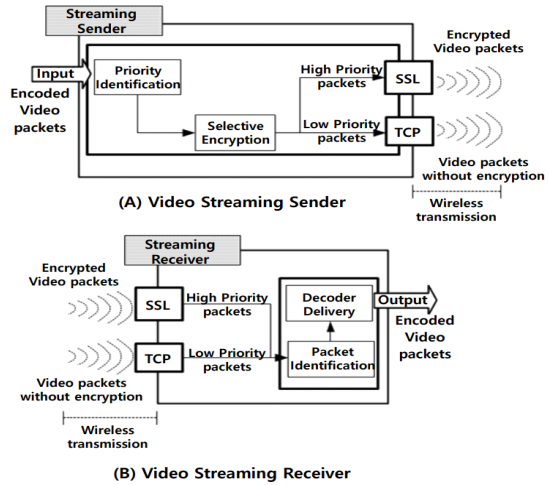 Streaming
Sender
Encrypted
Video packets
Input
Encoded
Video
packets
Priority
Identification
High Priority
packets
SSL
Selective
Encryption
Low Priority
packets
TCP
Video packets
without encryption
(A) Video Streaming Sender
Wireless
transmission
Streaming
Receiver
Encrypted
Video packets
SSL
High Priority
packets
Decoder
Delivery
Output
Encoded
Video
packets
TCP
Low Priority
packets
Packet
Identification
Video packets
without encryption
Wireless
transmission
(B) Video Streaming Receiver